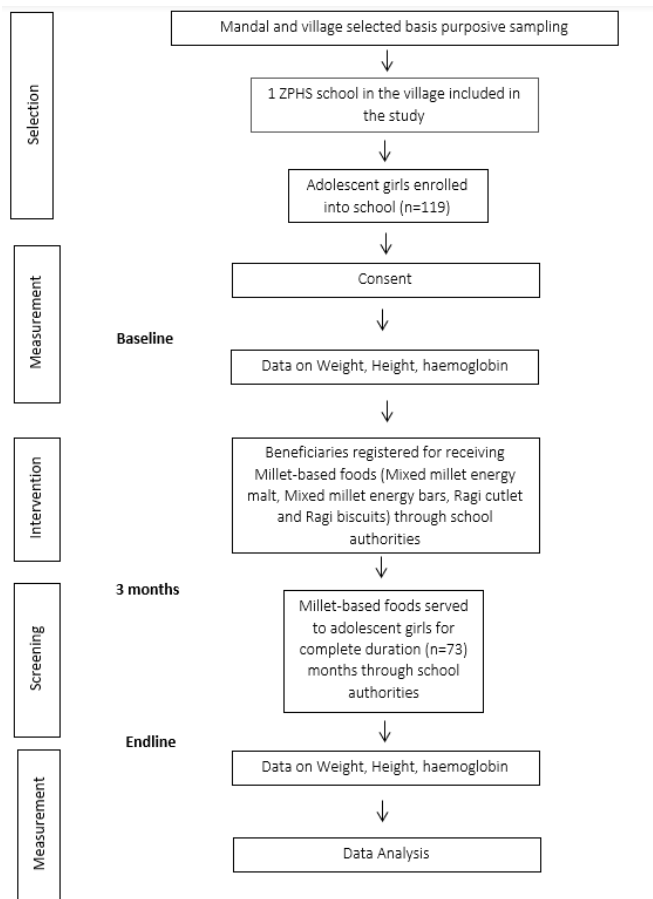 Mandal and village selected basis purposive sampling
Selection
1 ZPHS school in the village included in
the study
Adolescent girls enrolled
into school (n=119)
Measurement
Consent
Baseline
Data on Weight, Height, haemoglobin
Intervention
Beneficiaries registered for receiving
Millet-based foods (Mixed millet energy
malt, Mixed millet energy bars, Ragi cutlet
and Ragi biscuits) through school
authorities
3 months
Screening
Millet-based foods served
to adolescent girls for
complete duration (n=73)
months through school
authorities
Endline
Measurement
Data on Weight, Height, haemoglobin
Data Analysis